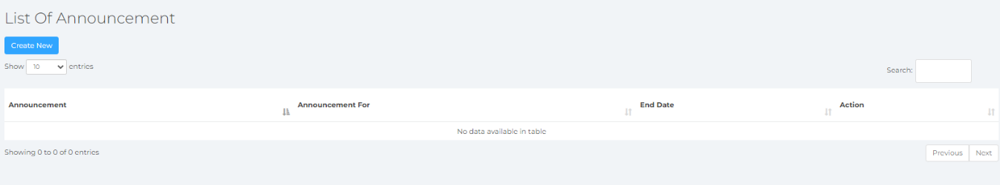 List Of Announcement
Create New
Show 10 entries
Search:
Announcement Announcement For End Date Action
No data available in table
Showing 0 to 0 of 0 entries
Previous Next